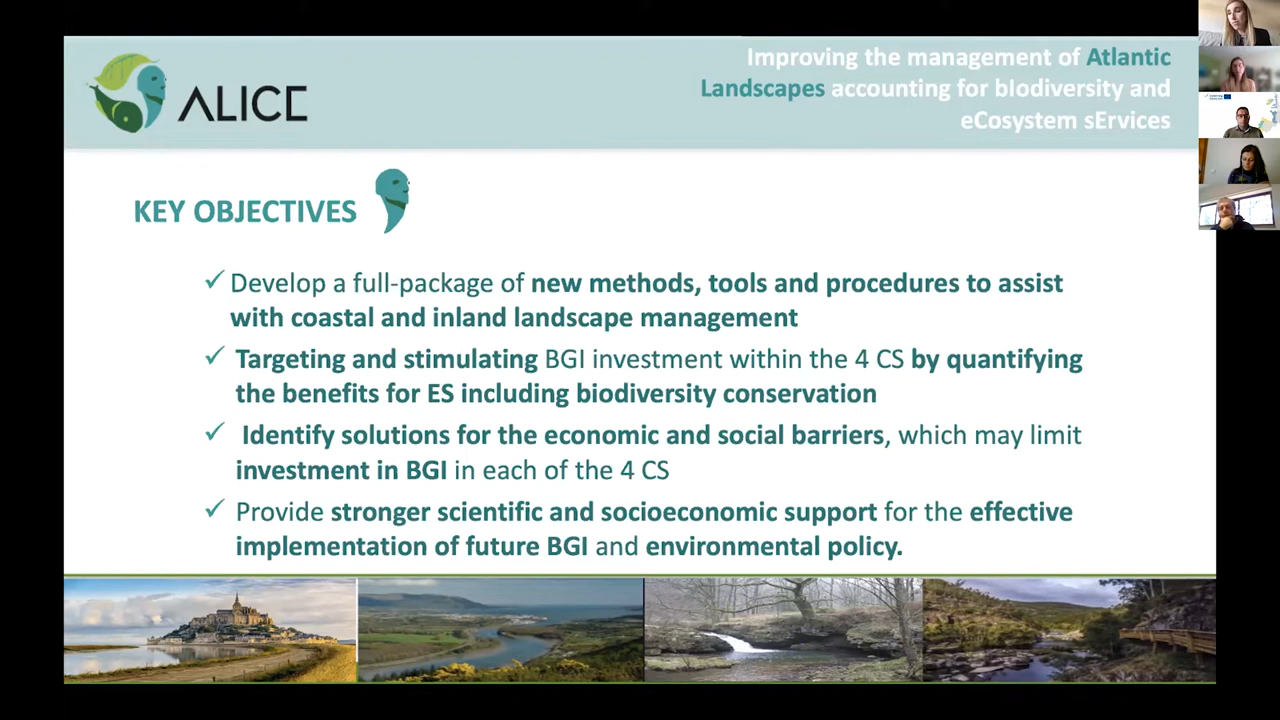 ALICE
Improving the management of Atlantic
Landscapes accounting for bIodiversity and
eCosystem sErvices
KEY OBJECTIVES
✓ Develop a full-package of new methods, tools and procedures to assist
with coastal and inland landscape management
✓ Targeting and stimulating BGI investment within the 4 CS by quantifying
the benefits for ES including biodiversity conservation
✓ Identify solutions for the economic and social barriers, which may limit
investment in BGI in each of the 4 CS
✓ Provide stronger scientific and socioeconomic support for the effective
implementation of future BGI and environmental policy.